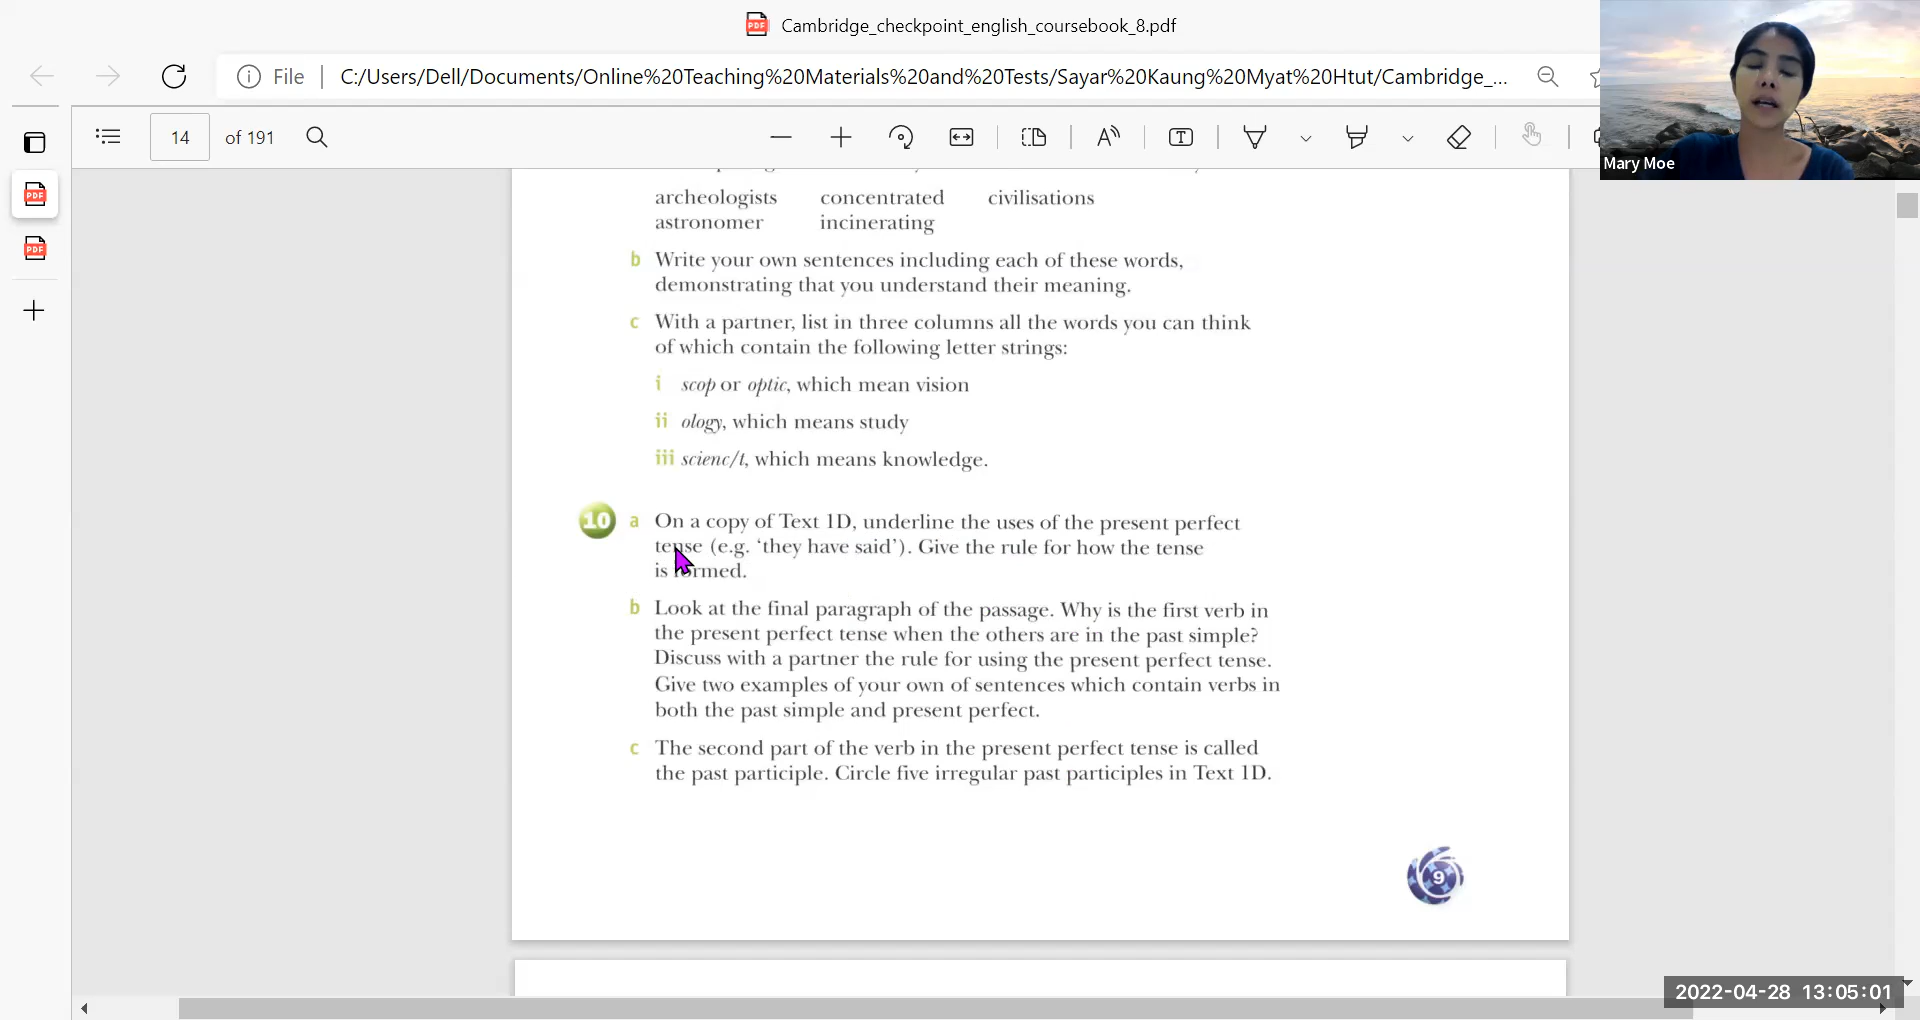 Cambridge_checkpoint_english_coursebook_8.pdf
File C:/Users/Dell/Documents/Online%20Teaching%20Materials%20and%20Tests/Sayar%20Kaung%20Myat%20Htut/Cambridge_...
14 of 191
Mary Moe
archeologists concentrated civilisations
astronomer incinerating
b Write your own sentences including each of these words,
demonstrating that you understand their meaning.
c With a partner, list in three columns all the words you can think
of which contain the following letter strings:
i scop or optic, which mean vision
ii ology, which means study
iii scienc/t, which means knowledge.
10 a On a copy of Text 1D, underline the uses of the present perfect
tense (e.g. ‘they have said’). Give the rule for how the tense
is formed.
b Look at the final paragraph of the passage. Why is the first verb in
the present perfect tense when the others are in the past simple?
Discuss with a partner the rule for using the present perfect tense.
Give two examples of your own of sentences which contain verbs in
both the past simple and present perfect.
c The second part of the verb in the present perfect tense is called
the past participle. Circle five irregular past participles in Text 1D.
9
2022-04-28 13:05:01